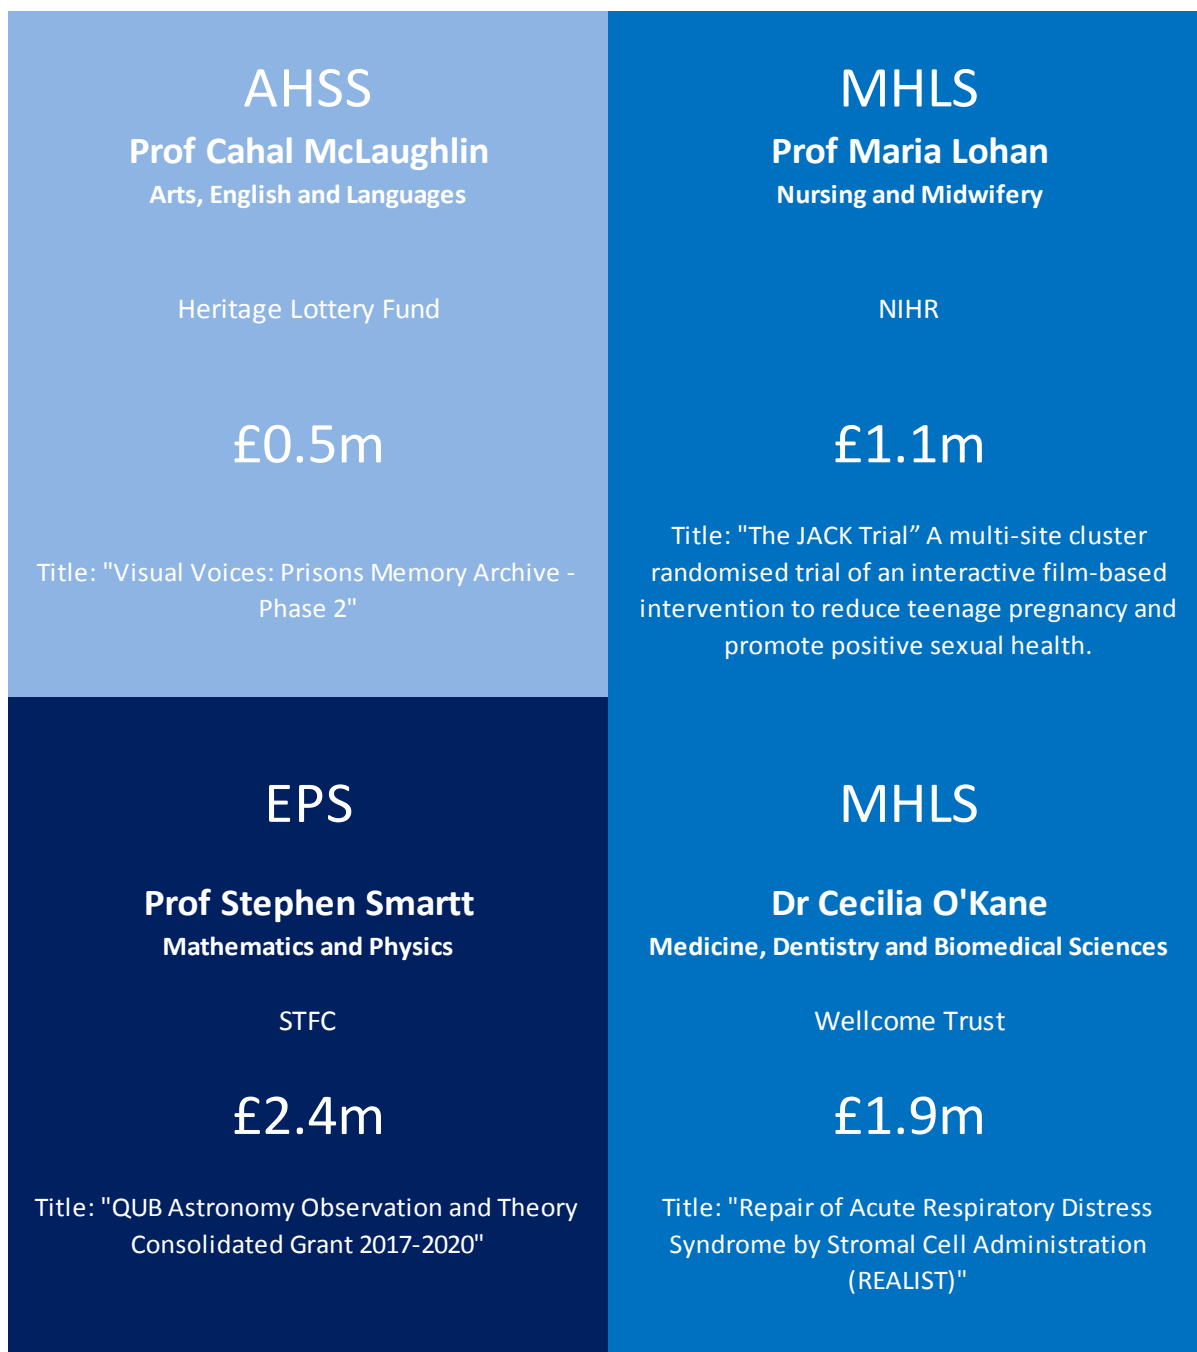 AHSS
Prof Cahal McLaughlin
Arts, English and Languages
Heritage Lottery Fund
£0.5m
Title: "Visual Voices: Prisons Memory Archive -
Phase 2"
MHLS
Prof Maria Lohan
Nursing and Midwifery
NIHR
£1.1m
Title: "The JACK Trial” A multi-site cluster
randomised trial of an interactive film-based
intervention to reduce teenage pregnancy and
promote positive sexual health.
EPS
Prof Stephen Smartt
Mathematics and Physics
STFC
£2.4m
Title: "QUB Astronomy Observation and Theory
Consolidated Grant 2017-2020"
MHLS
Dr Cecilia O'Kane
Medicine, Dentistry and Biomedical Sciences
Wellcome Trust
£1.9m
Title: "Repair of Acute Respiratory Distress
Syndrome by Stromal Cell Administration
(REALIST)"